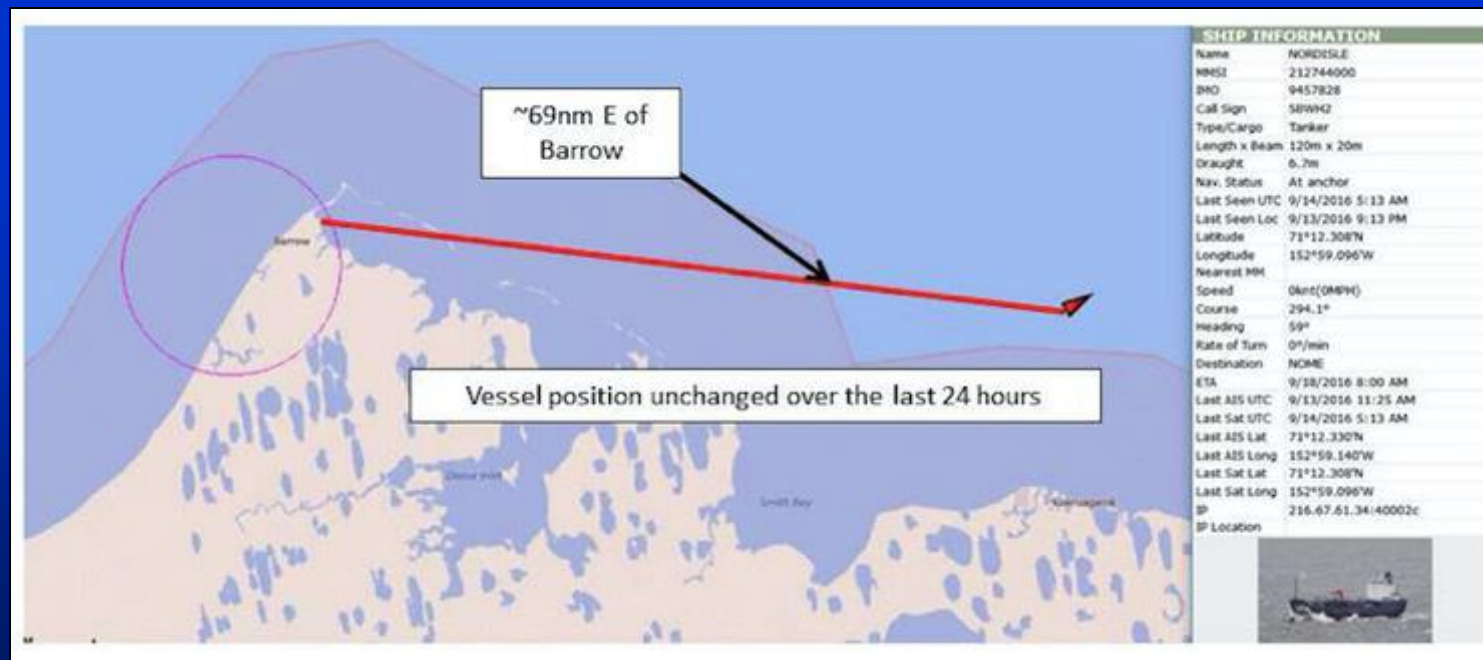 ~69nm E of
Barrow
Barrow
Vessel position unchanged over the last 24 hours
Smith Bay
SHIP INFORMATION
Name NORDISLE
MMSI 212744000
IMO 9457828
Call Sign 5BWH2
Type/Cargo Tanker
Length x Beam 120m x 20m
Draught 6.7m
Nav. Status At anchor
Last Seen UTC 9/14/2016 5:13 AM
Last Seen Loc 9/13/2016 9:13 PM
Latitude 71°12.308'N
Longitude 152°59.096'W
Nearest MM
Speed 0knt(0MPH)
Course 294.1°
Heading 59°
Rate of Turn 0°/min
Destination NOME
ETA 9/18/2016 8:00 AM
Last AIS UTC 9/13/2016 11:25 AM
Last Sat UTC 9/14/2016 5:13 AM
Last AIS Lat 71°12.330'N
Last AIS Long 152°59.140'W
Last Sat Lat 71°12.308'N
Last Sat Long 152°59.096'W
IP 216.67.61.34:40002c
IP Location